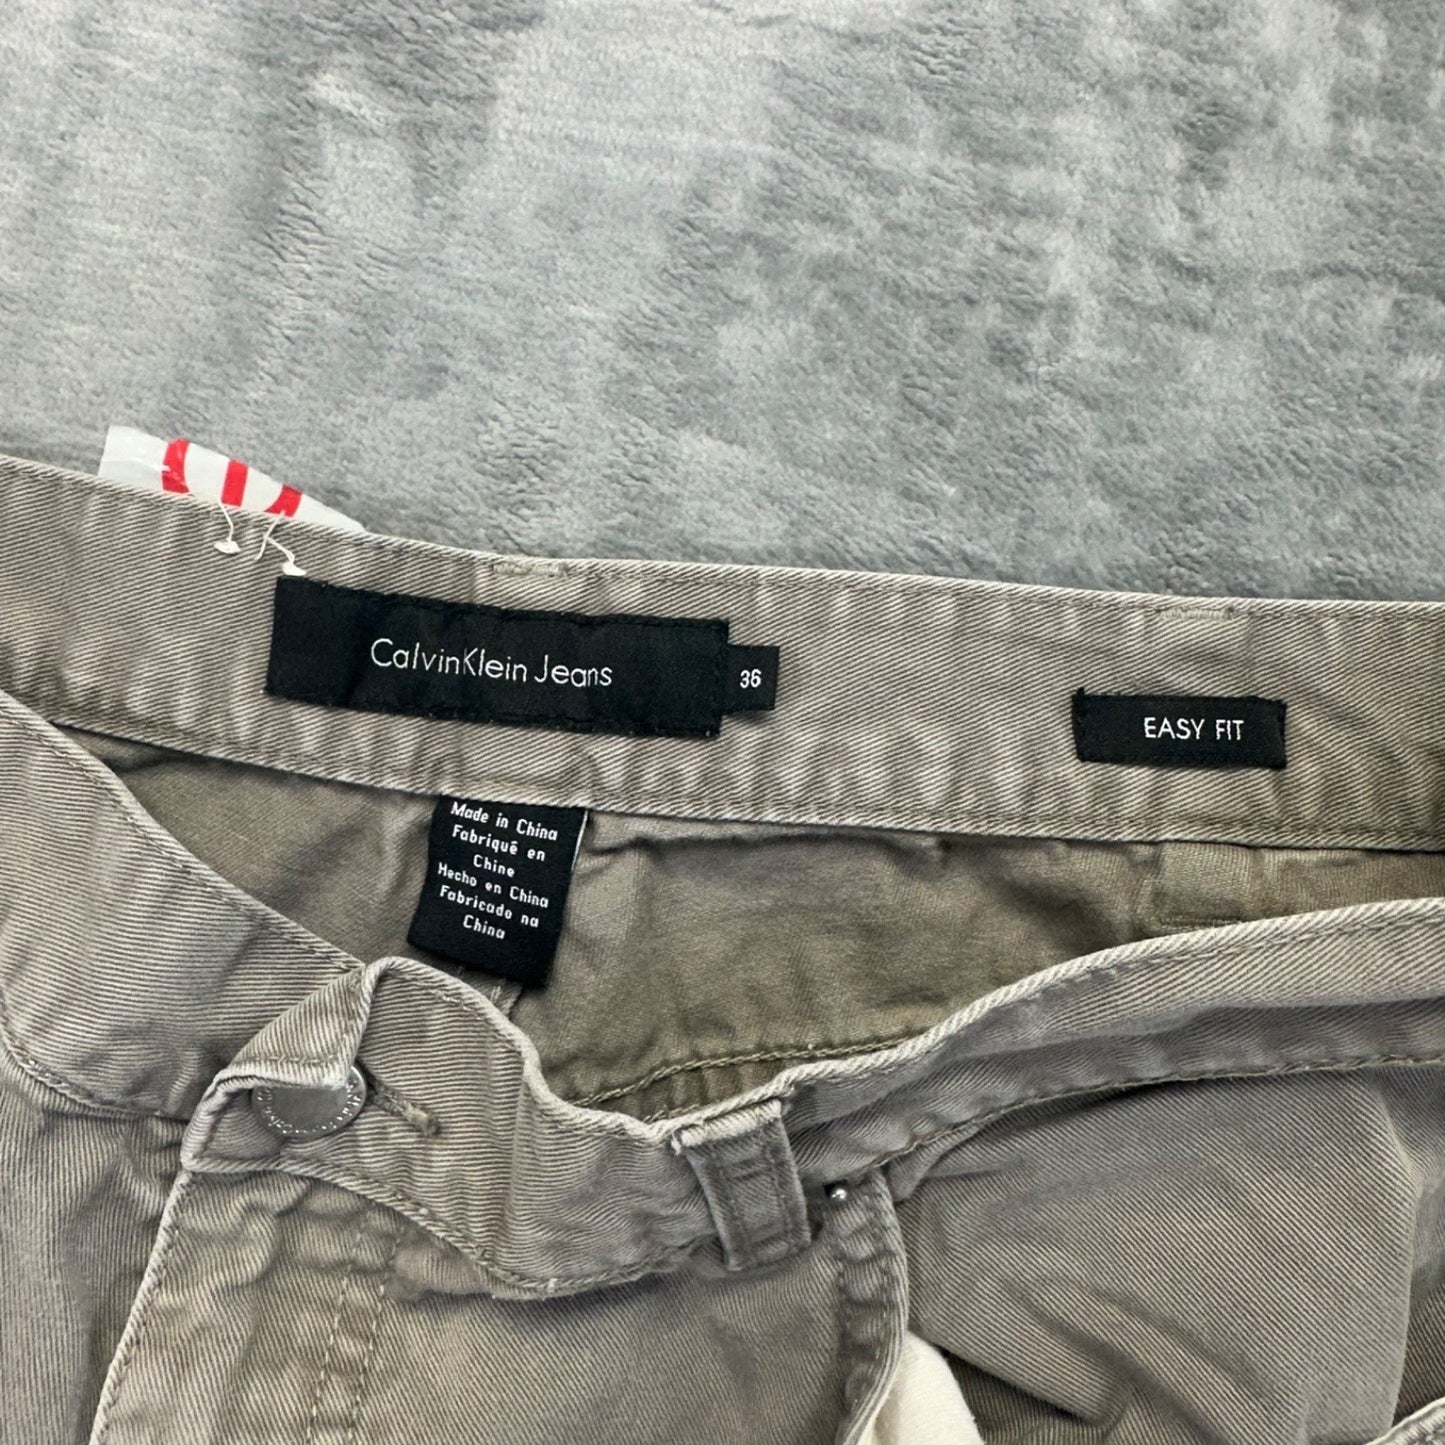 CalvinKlein Jeans
36
EASY FIT
Made in China
Fabriqué en
Chine
Hecho en China
Fabricado na
China